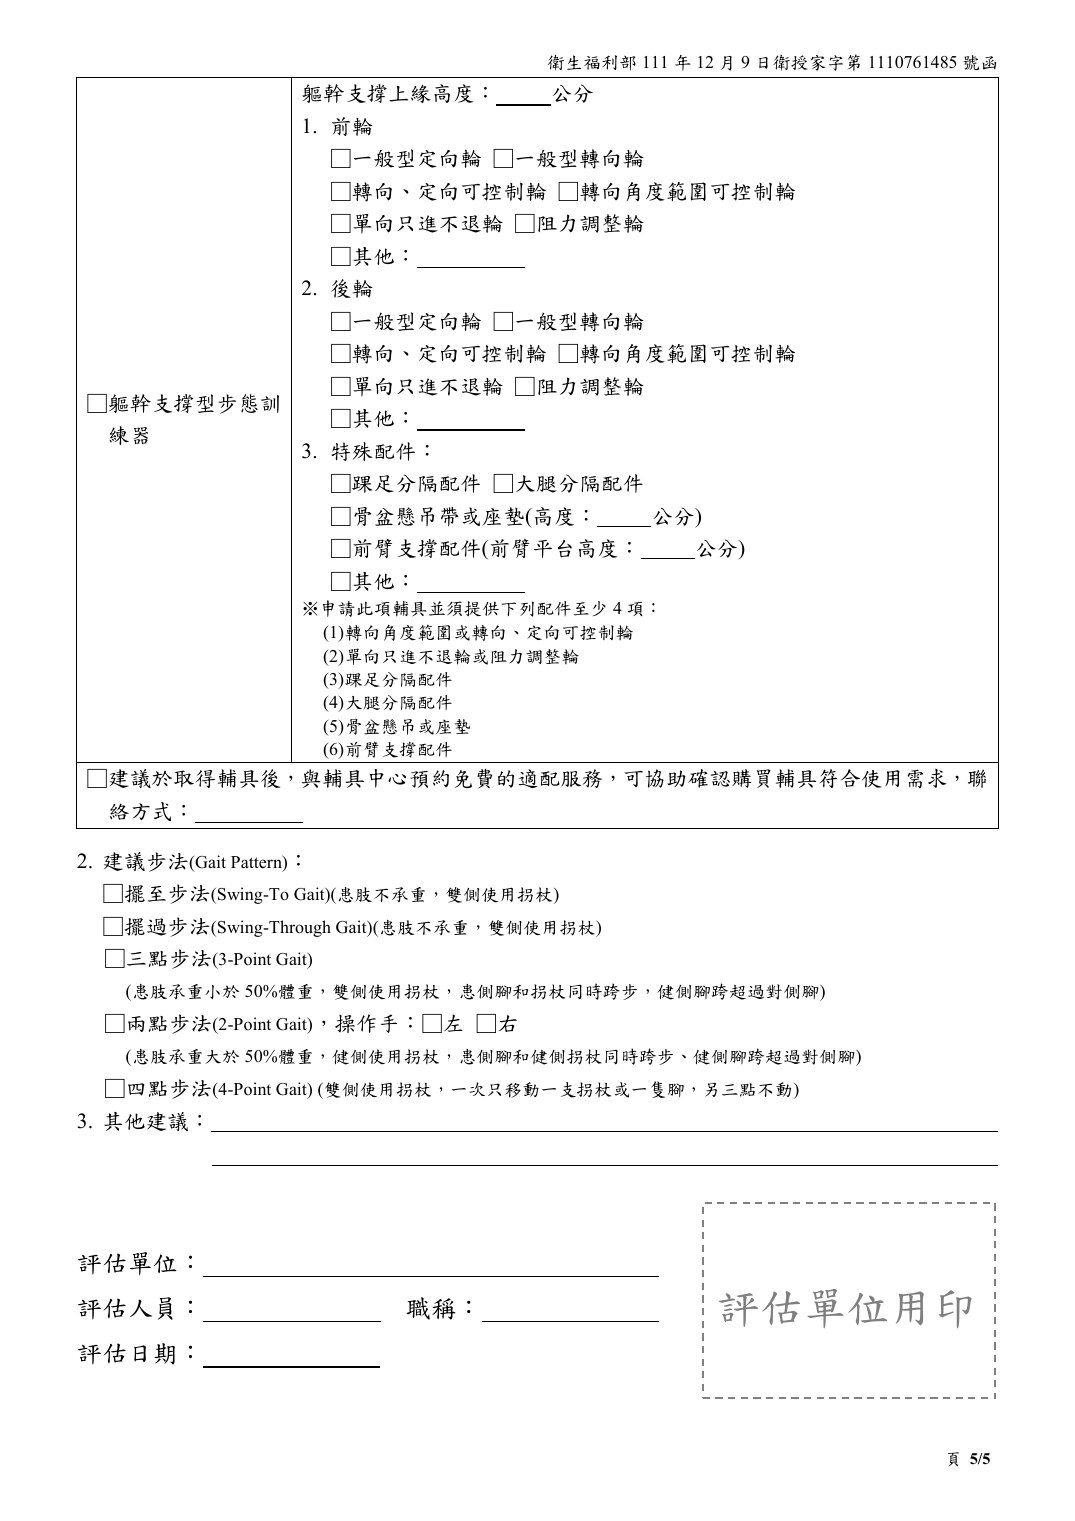 衛生福利部 111 年 12 月 9 日衛授家字第 1110761485 號函
軀幹支撐上緣高度：_____公分
1. 前輪
□一般型定向輪 □一般型轉向輪
□轉向、定向可控制輪 □轉向角度範圍可控制輪
□單向只進不退輪 □阻力調整輪
□其他：__________
2. 後輪
□一般型定向輪 □一般型轉向輪
□轉向、定向可控制輪 □轉向角度範圍可控制輪
□單向只進不退輪 □阻力調整輪
□其他：__________
□軀幹支撐型步態訓
練器
3. 特殊配件：
□踝足分隔配件 □大腿分隔配件
□骨盆懸吊帶或座墊(高度：_____公分)
□前臂支撐配件(前臂平台高度：_____公分)
□其他：__________
※申請此項輔具並須提供下列配件至少 4 項：
(1)轉向角度範圍或轉向、定向可控制輪
(2)單向只進不退輪或阻力調整輪
(3)踝足分隔配件
(4)大腿分隔配件
(5)骨盆懸吊或座墊
(6)前臂支撐配件
□建議於取得輔具後，與輔具中心預約免費的適配服務，可協助確認購買輔具符合使用需求，聯
絡方式：__________
2. 建議步法(Gait Pattern)：
□擺至步法(Swing-To Gait)(患肢不承重，雙側使用拐杖)
□擺過步法(Swing-Through Gait)(患肢不承重，雙側使用拐杖)
□三點步法(3-Point Gait)
(患肢承重小於 50%體重，雙側使用拐杖，患側腳和拐杖同時跨步，健側腳跨超過對側腳)
□兩點步法(2-Point Gait)，操作手：□左 □右
(患肢承重大於 50%體重，健側使用拐杖，患側腳和健側拐杖同時跨步、健側腳跨超過對側腳)
□四點步法(4-Point Gait) (雙側使用拐杖，一次只移動一支拐杖或一隻腳，另三點不動)
3. 其他建議：
評估單位：
評估人員： 職稱：
評估日期：
評估單位用印
頁 5/5